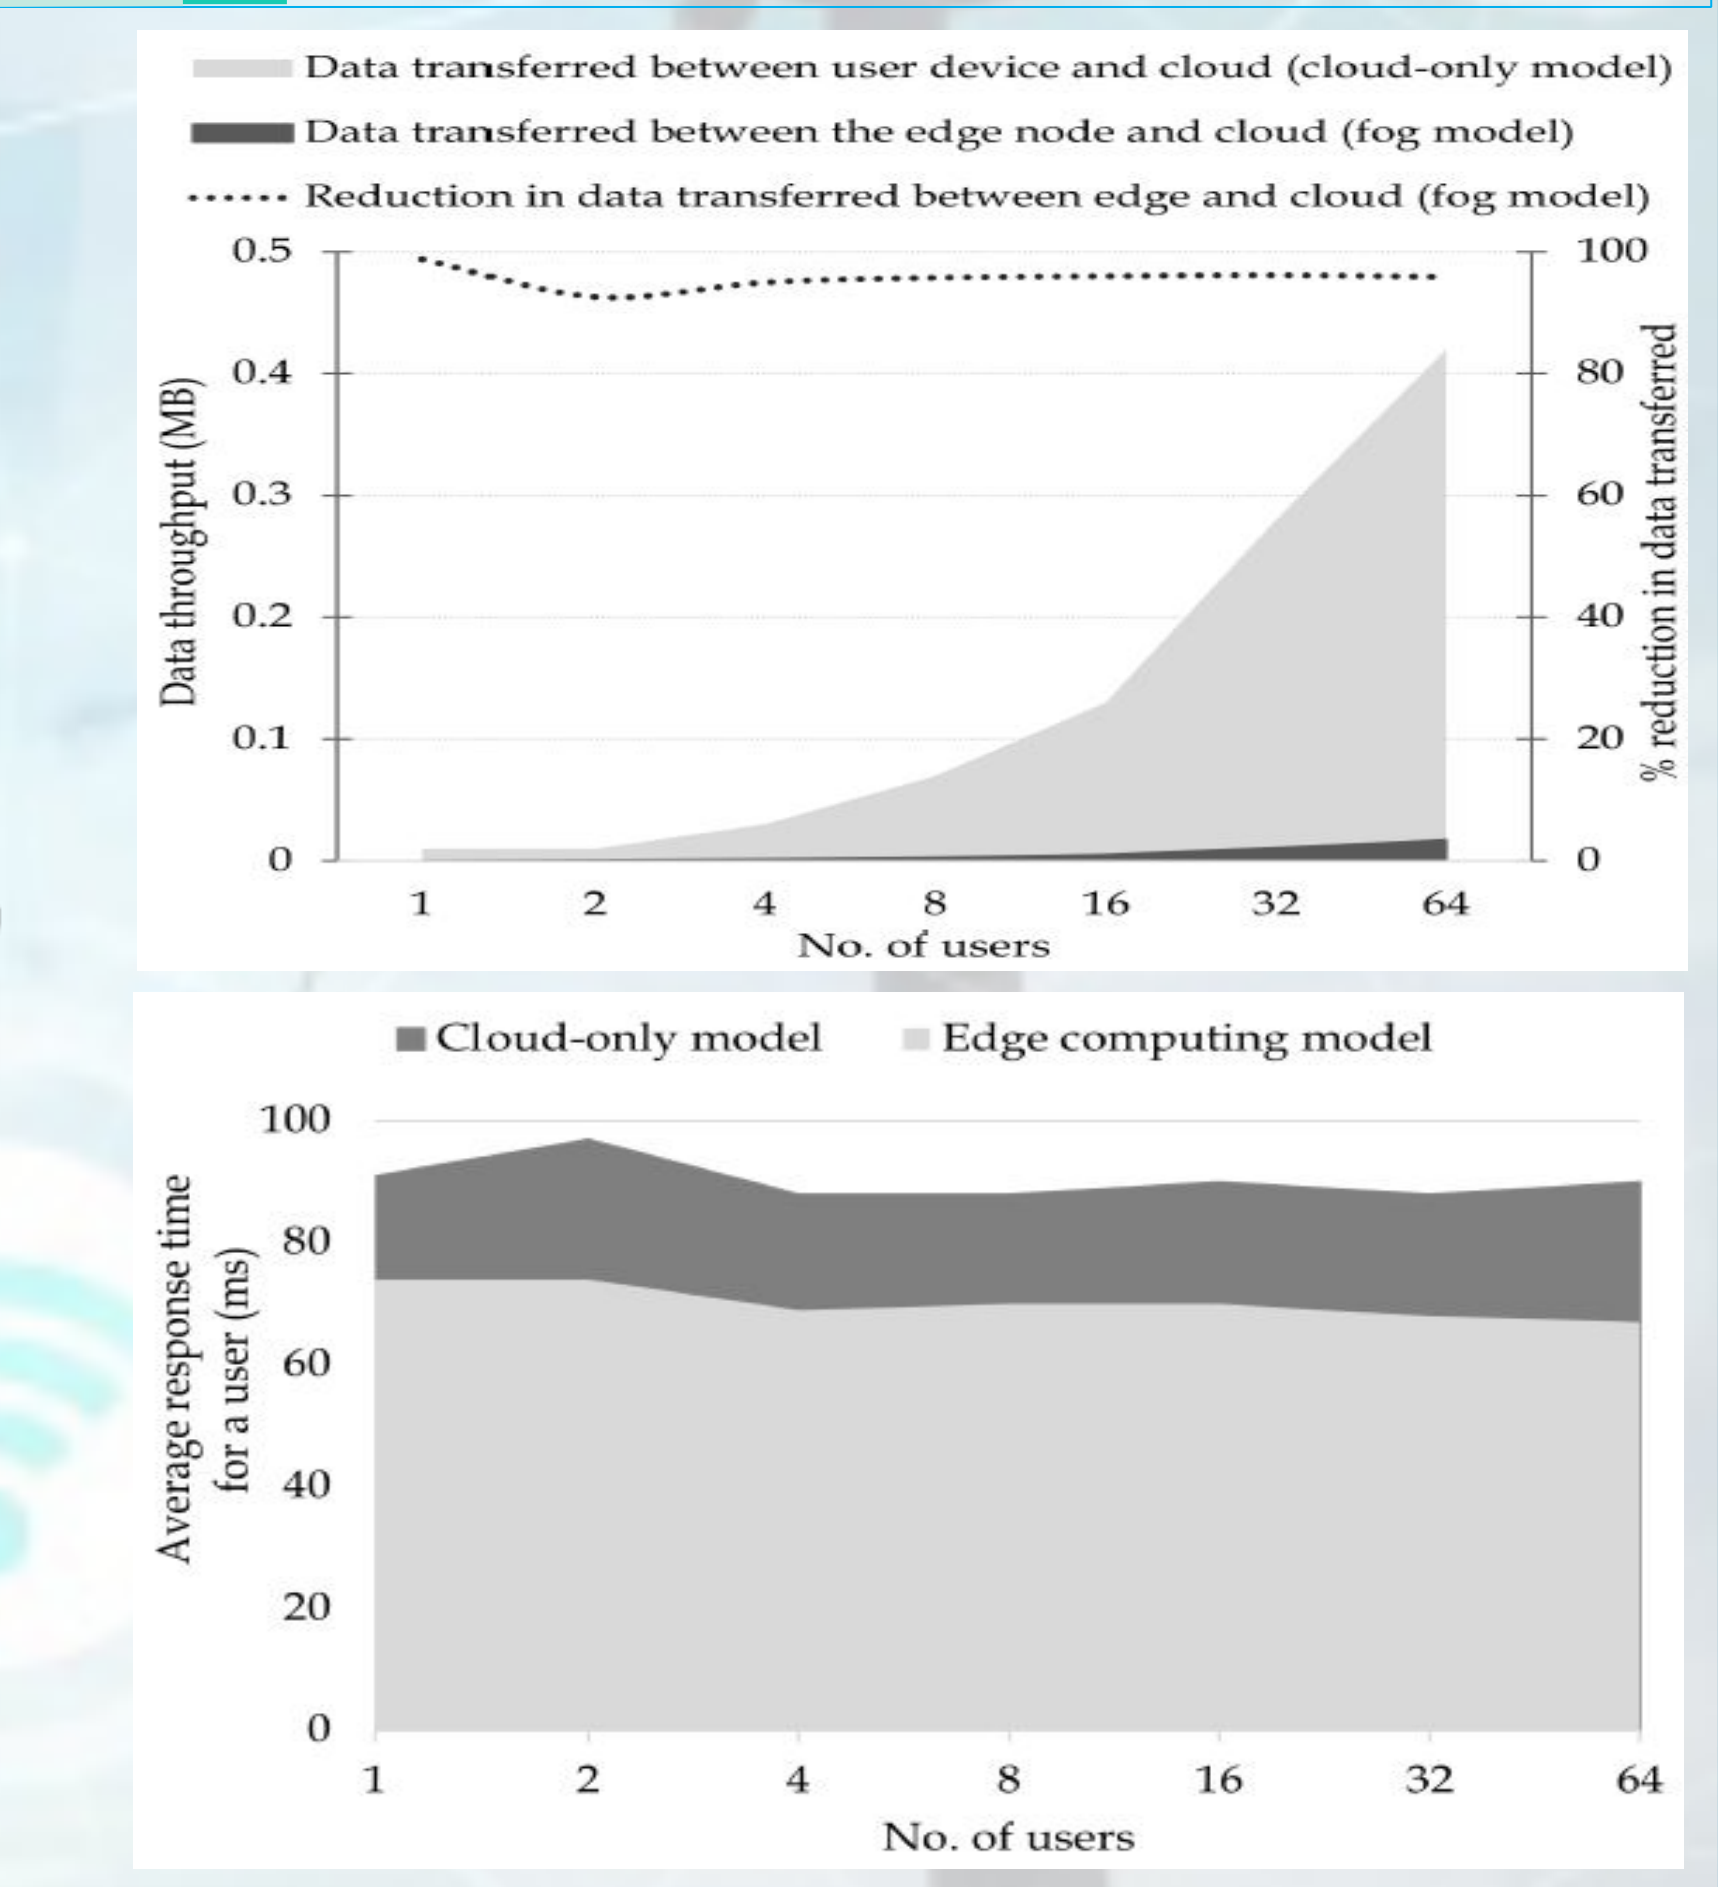 Data transferred between user device and cloud (cloud-only model)
Data transferred between the edge node and cloud (fog model)
Reduction in data transferred between edge and cloud (fog model)
Data throughput (MB)
0.5
0.4
0.3
0.2
0.1
0
100
80
60
40
20
0
% reduction in data transferred
1 2 4 8 16 32 64
No. of users
Cloud-only model Edge computing model
Average response time
for a user (ms)
100
80
60
40
20
0
1 2 4 8 16 32 64
No. of users